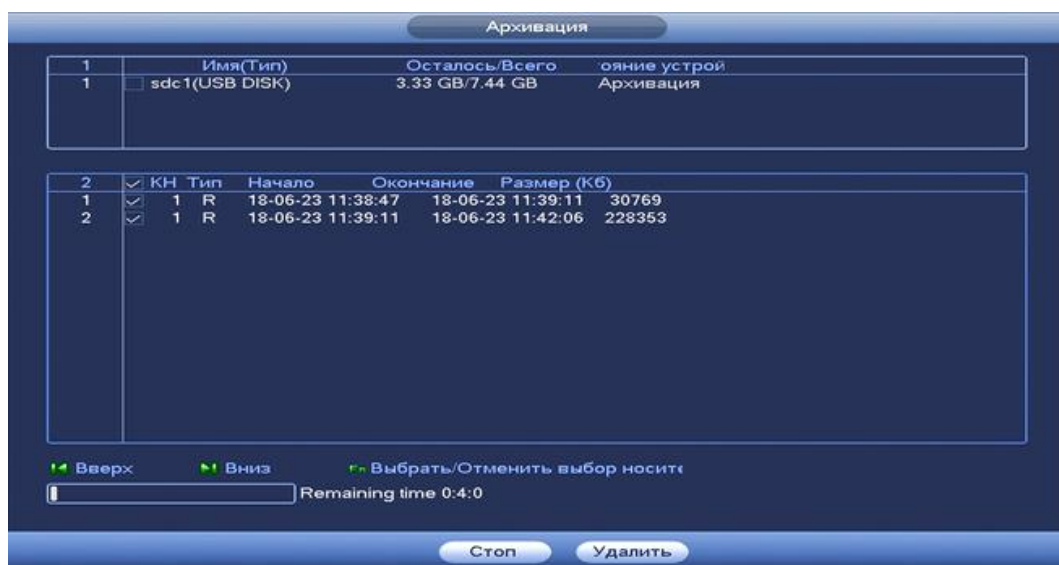 Архивация
1 Имя(Тип) Осталось/Всего ояние устрой
1 sdc1(USB DISK) 3.33 GB/7.44 GB Архивация
2 КН Тип Начало Окончание Размер (Кб)
1 1 R 18-06-23 11:38:47 18-06-23 11:39:11 30769
2 1 R 18-06-23 11:39:11 18-06-23 11:42:06 228353
Вверх Вниз Fn Выбрать/Отменить выбор носите
Remaining time 0:4:0
Стоп Удалить